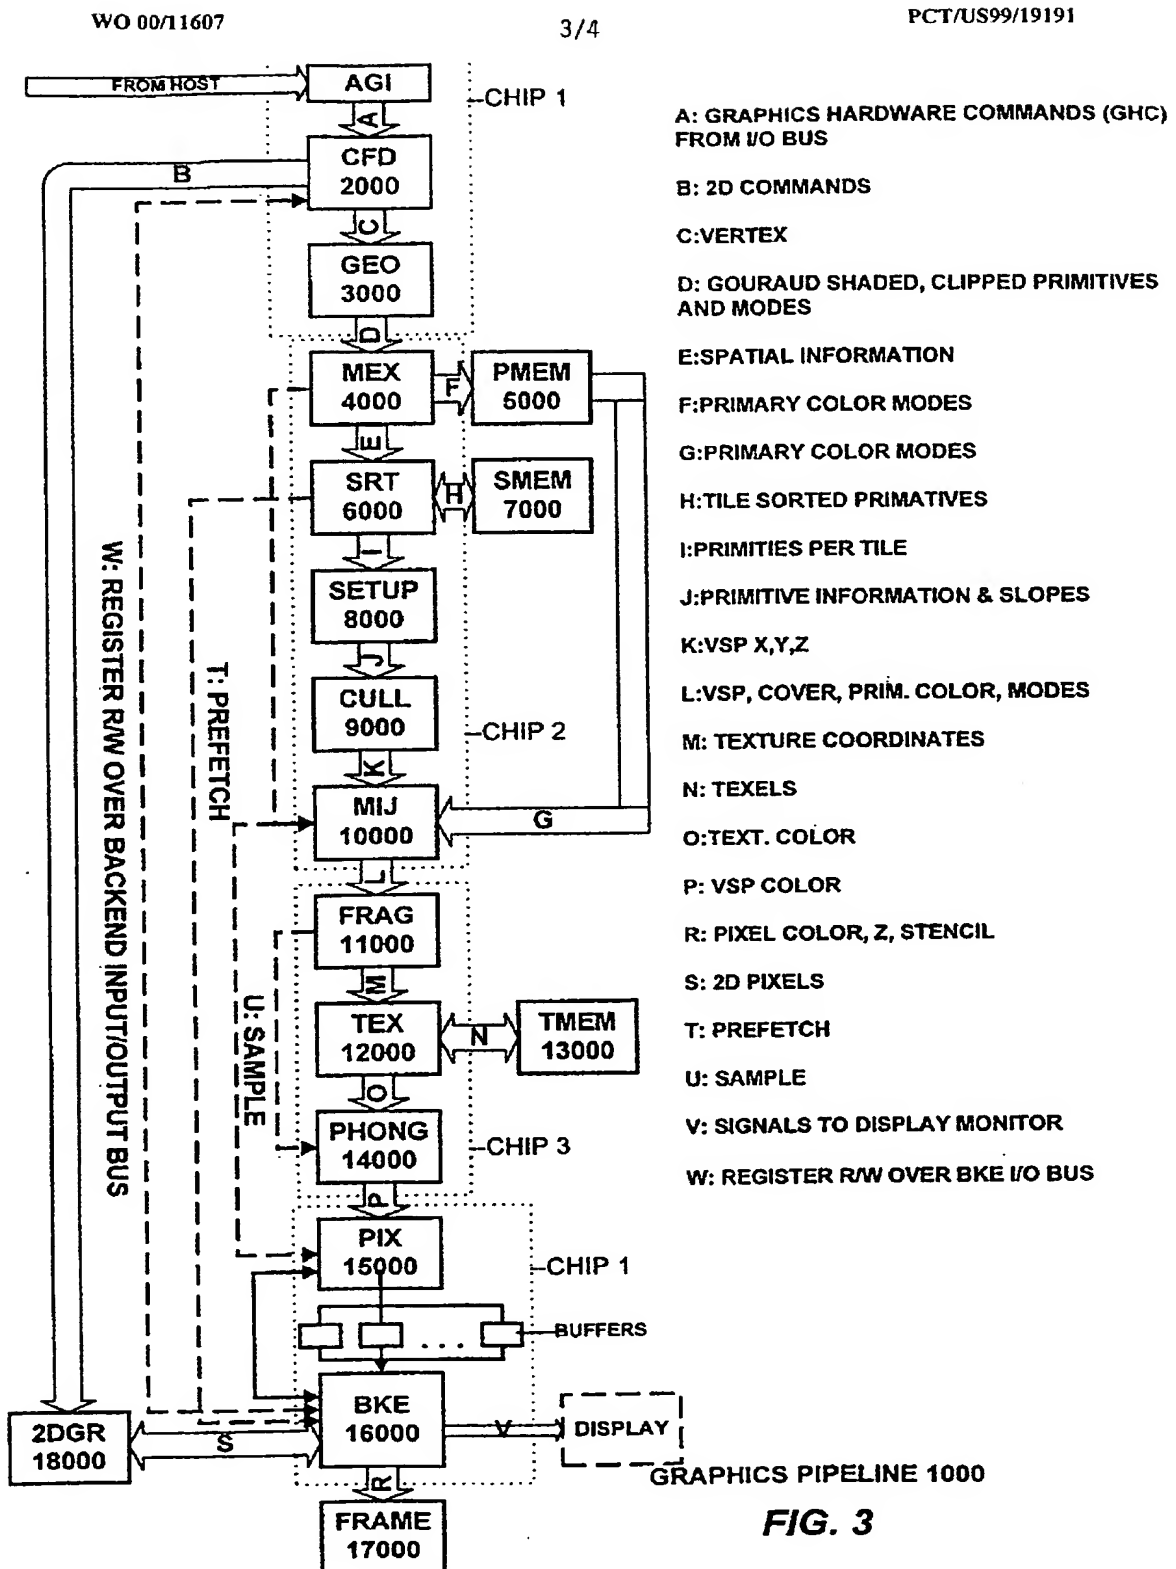 WO 00/11607
3/4
PCT/US99/19191
FROM HOST
AGI
CHIP 1
A
CFD
2000
B
C
GEO
3000
D
MEX
4000
F
PMEM
5000
E
SRT
6000
H
SMEM
7000
I
SETUP
8000
J
CULL
9000
CHIP 2
K
MIJ
10000
G
L
FRAG
11000
M
TEX
12000
N
TMEM
13000
O
PHONG
14000
CHIP 3
P
PIX
15000
CHIP 1
BUFFERS
BKE
16000
V
DISPLAY
2DGR
18000
S
R
FRAME
17000
W: REGISTER R/W OVER BACKEND INPUT/OUTPUT BUS
T: PREFETCH
U: SAMPLE
A: GRAPHICS HARDWARE COMMANDS (GHC)
FROM I/O BUS
B: 2D COMMANDS
C:VERTEX
D: GOURAUD SHADED, CLIPPED PRIMITIVES
AND MODES
E:SPATIAL INFORMATION
F:PRIMARY COLOR MODES
G:PRIMARY COLOR MODES
H:TILE SORTED PRIMATIVES
I:PRIMITIES PER TILE
J:PRIMITIVE INFORMATION & SLOPES
K:VSP X,Y,Z
L:VSP, COVER, PRIM. COLOR, MODES
M: TEXTURE COORDINATES
N: TEXELS
O:TEXT. COLOR
P: VSP COLOR
R: PIXEL COLOR, Z, STENCIL
S: 2D PIXELS
T: PREFETCH
U: SAMPLE
V: SIGNALS TO DISPLAY MONITOR
W: REGISTER R/W OVER BKE I/O BUS
GRAPHICS PIPELINE 1000
FIG. 3